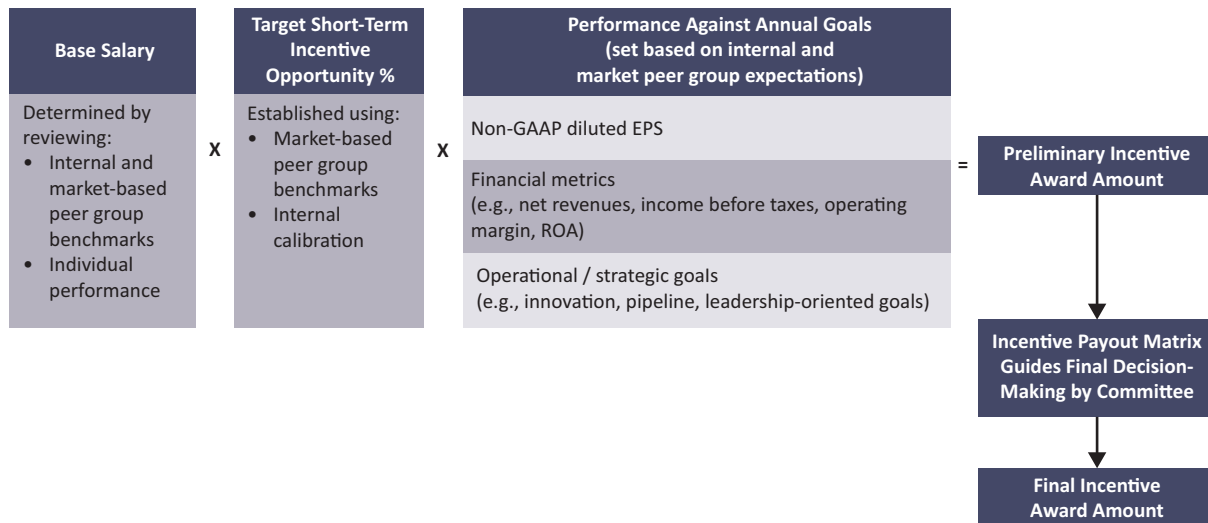 Base Salary
Determined by
reviewing:
• Internal and
market-based
peer group
benchmarks
• Individual
performance
X
Target Short-Term
Incentive
Opportunity %
Established using:
• Market-based
peer group
benchmarks
• Internal
calibration
X
Performance Against Annual Goals
(set based on internal and
market peer group expectations)
Non-GAAP diluted EPS
Financial metrics
(e.g., net revenues, income before taxes, operating
margin, ROA)
Operational / strategic goals
(e.g., innovation, pipeline, leadership-oriented goals)
=
Preliminary Incentive
Award Amount
Incentive Payout Matrix
Guides Final Decision-
Making by Committee
Final Incentive
Award Amount